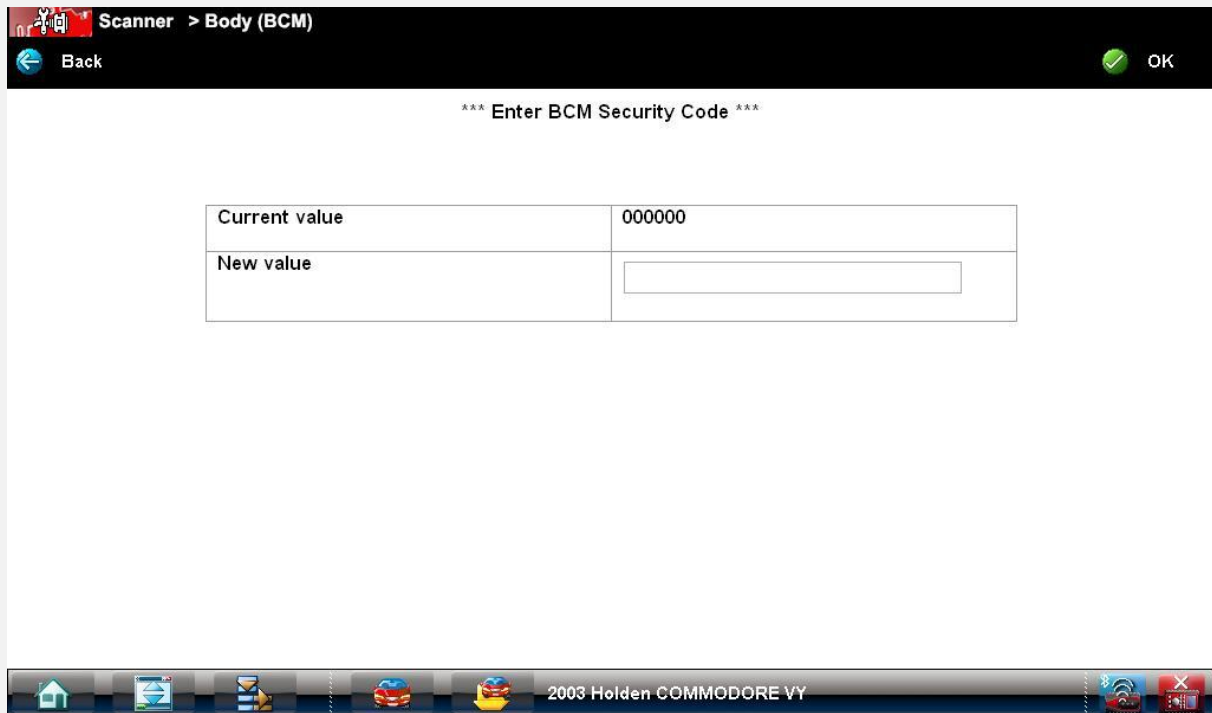 Scanner > Body (BCM)
Back
OK
*** Enter BCM Security Code ***
Current value 000000
New value
2003 Holden COMMODORE VY